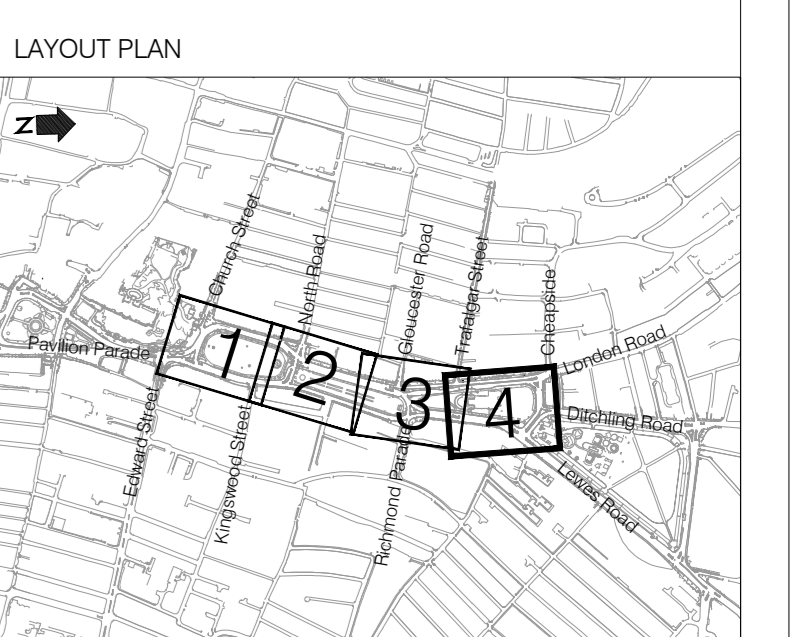 LAYOUT PLAN
N
Church Street
North Road
Gloucester Road
Trafalgar Street
Cheapside
London Road
Pavilion Parade
1
2
3
4
Ditchling Road
Edward Street
Kingswood Street
Richmond Parade
Lewes Road